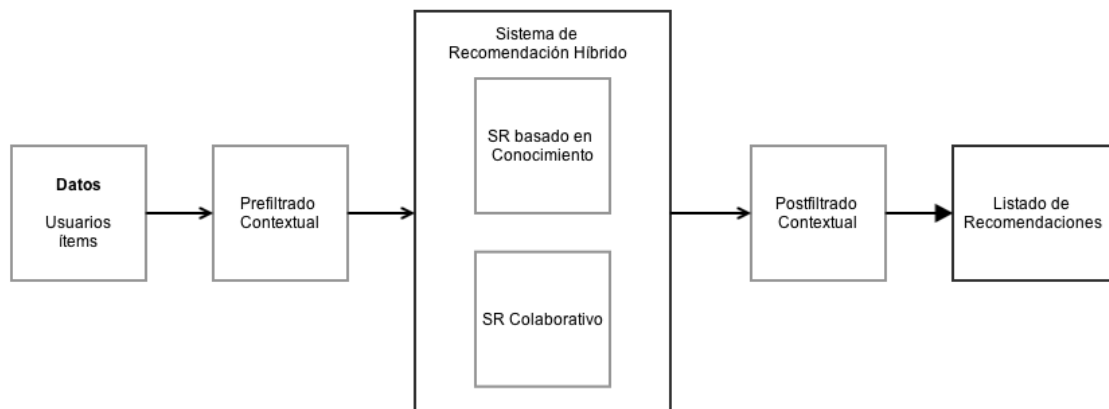 Datos
Usuarios
ítems
Prefiltrado
Contextual
Sistema de
Recomendación Híbrido
SR basado en
Conocimiento
SR Colaborativo
Postfiltrado
Contextual
Listado de
Recomendaciones